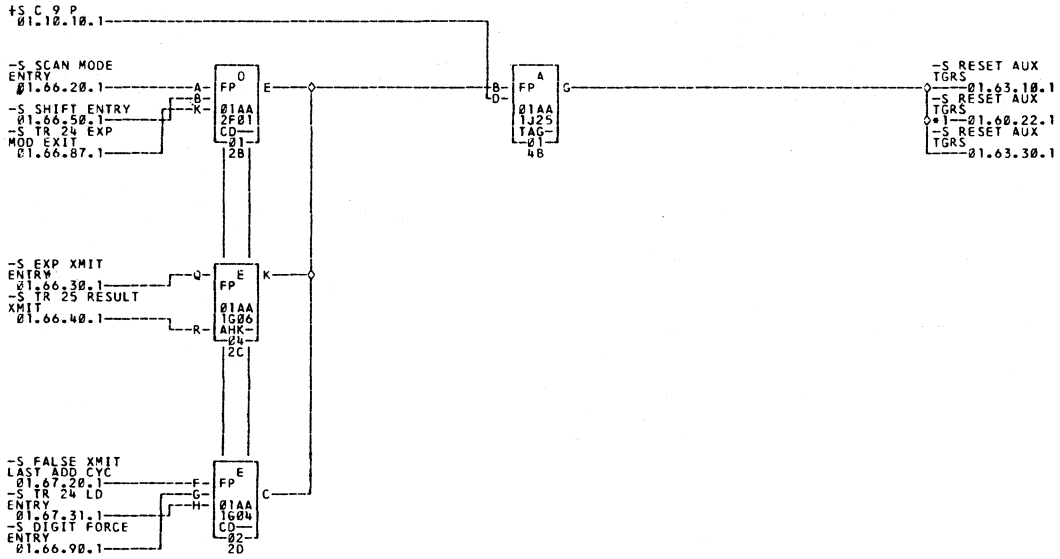 +S C 9 P
01.10.10.1
-S SCAN MODE
ENTRY
01.66.20.1
-S SHIFT ENTRY
01.66.50.1
-S TR 24 EXP
MOD EXIT
01.66.87.1
A
B
K
O
FP
E
01AA
2F01
CD--
-01-
2B
B
D
A
FP
G
01AA
1J25
TAG-
-01-
4B
-S RESET AUX
TGRS
01.63.10.1
-S RESET AUX
TGRS
*1 01.60.22.1
-S RESET AUX
TGRS
01.63.30.1
-S EXP XMIT
ENTRY
01.66.30.1
-S TR 25 RESULT
XMIT
01.66.40.1
Q
R
E
FP
K
01AA
1G06
AHK-
-04-
2C
-S FALSE XMIT
LAST ADD CYC
01.67.20.1
-S TR 24 LD
ENTRY
01.67.31.1
-S DIGIT FORCE
ENTRY
01.66.90.1
F
G
H
E
FP
C
01AA
1G04
CD--
-02-
2D